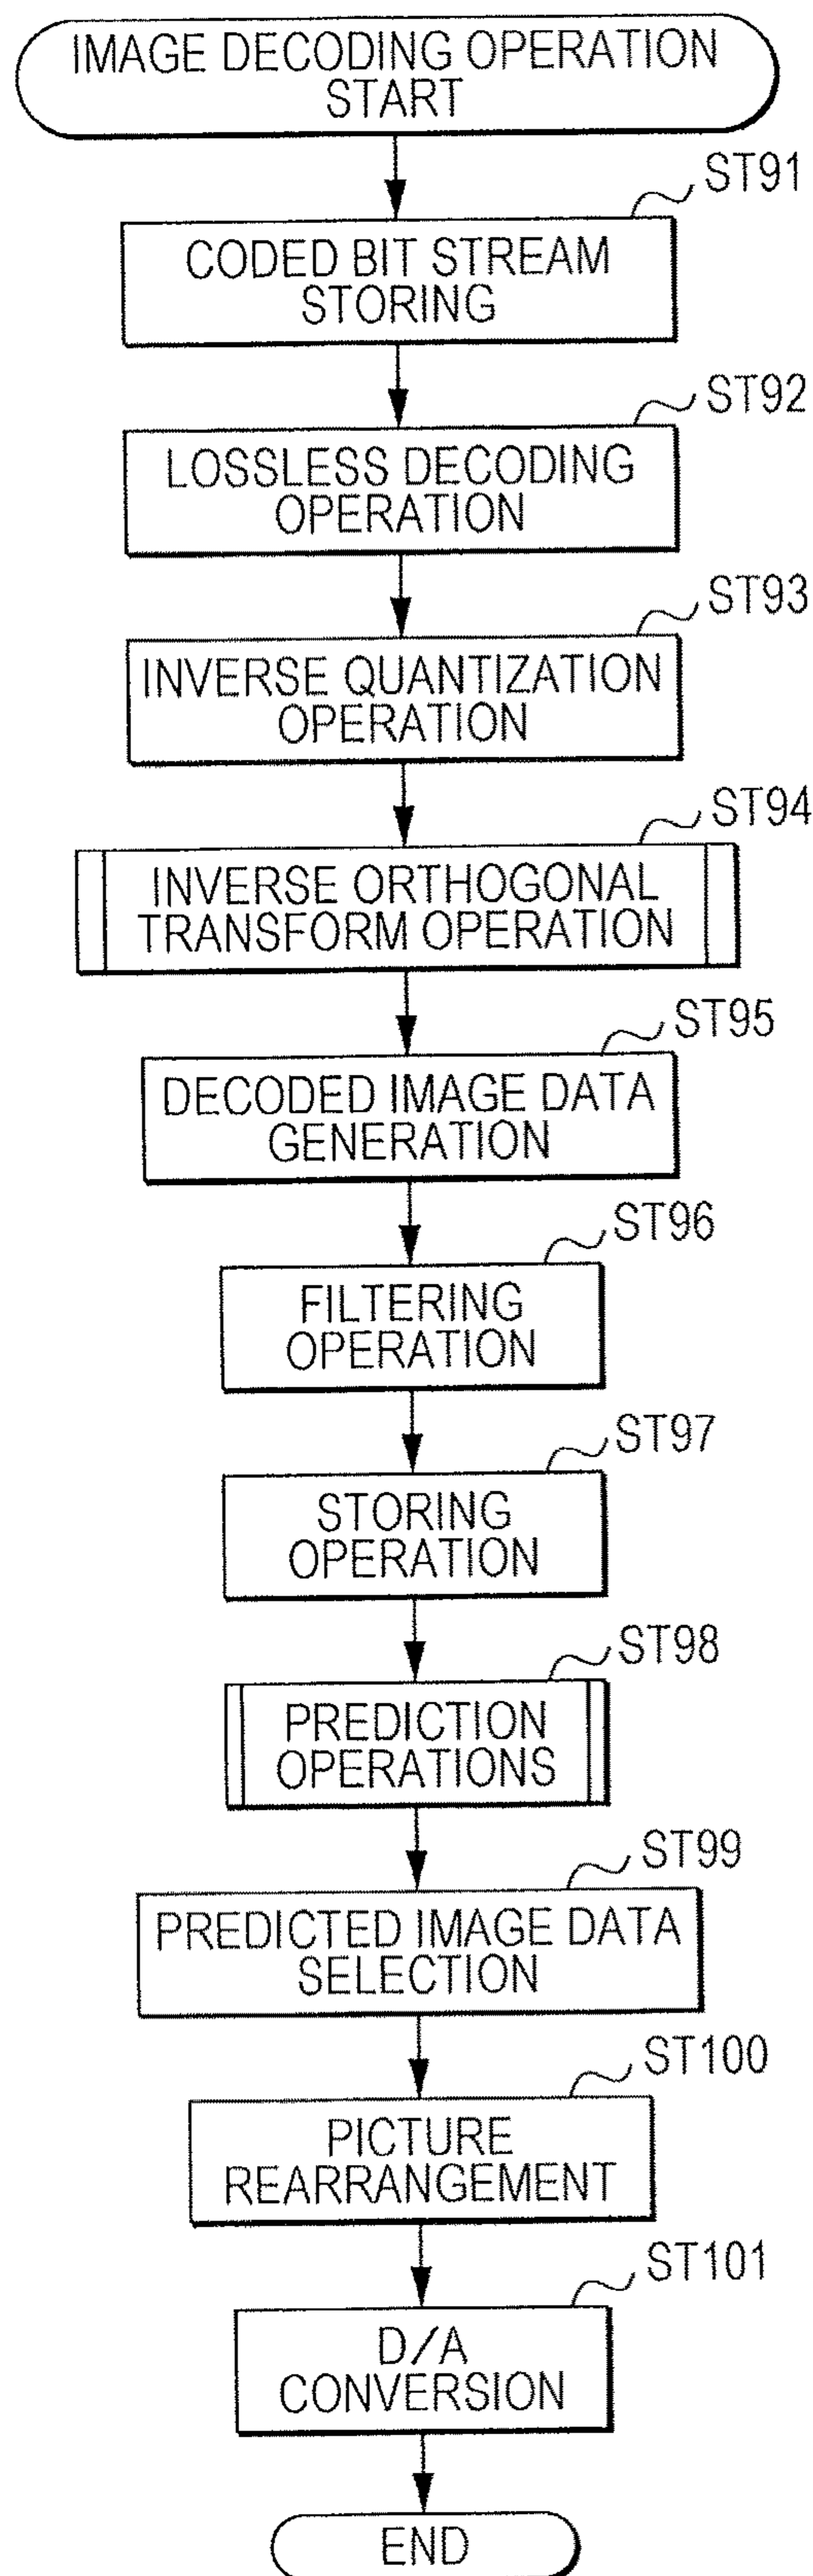 IMAGE DECODING OPERATION
START
ST91
CODED BIT STREAM
STORING
ST92
LOSSLESS DECODING
OPERATION
ST93
INVERSE QUANTIZATION
OPERATION
ST94
INVERSE ORTHOGONAL
TRANSFORM OPERATION
ST95
DECODED IMAGE DATA
GENERATION
ST96
FILTERING
OPERATION
ST97
STORING
OPERATION
ST98
PREDICTION
OPERATIONS
ST99
PREDICTED IMAGE DATA
SELECTION
ST100
PICTURE
REARRANGEMENT
ST101
D/A
CONVERSION
END